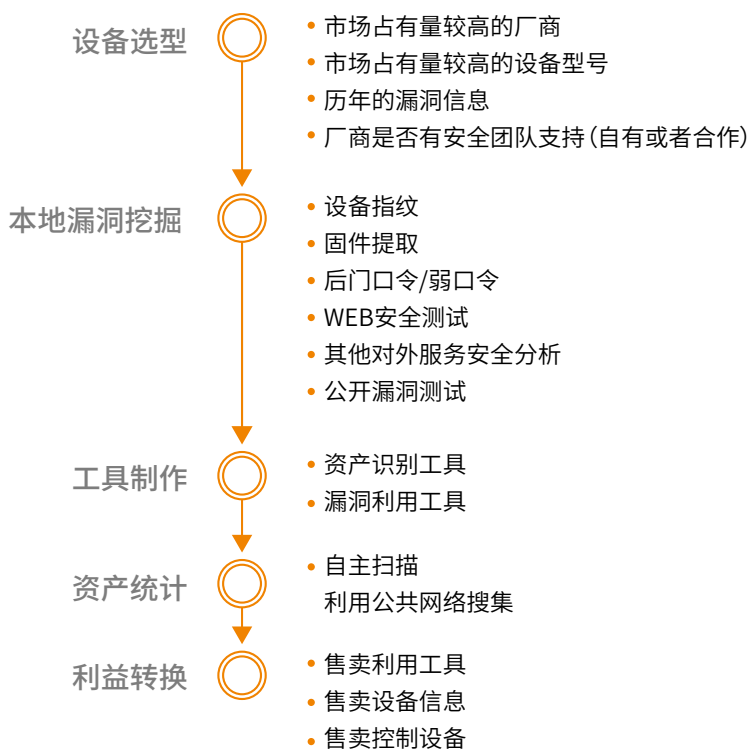 设备选型
• 市场占有量较高的厂商
• 市场占有量较高的设备型号
• 历年的漏洞信息
• 厂商是否有安全团队支持(自有或者合作)
本地漏洞挖掘
• 设备指纹
• 固件提取
• 后门口令/弱口令
• WEB安全测试
• 其他对外服务安全分析
• 公开漏洞测试
工具制作
• 资产识别工具
• 漏洞利用工具
资产统计
• 自主扫描
利用公共网络搜集
利益转换
• 售卖利用工具
• 售卖设备信息
• 售卖控制设备